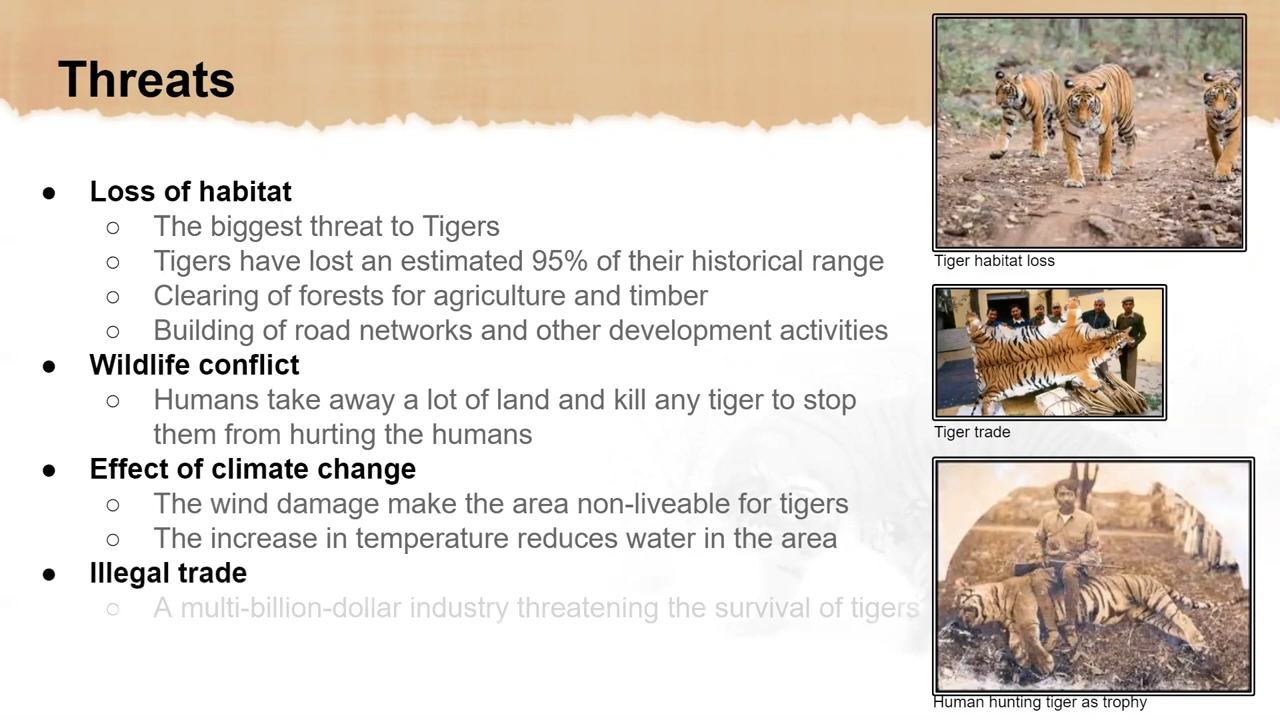 Threats
● Loss of habitat
○ The biggest threat to Tigers
○ Tigers have lost an estimated 95% of their historical range
○ Clearing of forests for agriculture and timber
○ Building of road networks and other development activities
● Wildlife conflict
○ Humans take away a lot of land and kill any tiger to stop
them from hurting the humans
● Effect of climate change
○ The wind damage make the area non-liveable for tigers
○ The increase in temperature reduces water in the area
● Illegal trade
○ A multi-billion-dollar industry threatening the survival of tigers
Tiger habitat loss
Tiger trade
Human hunting tiger as trophy